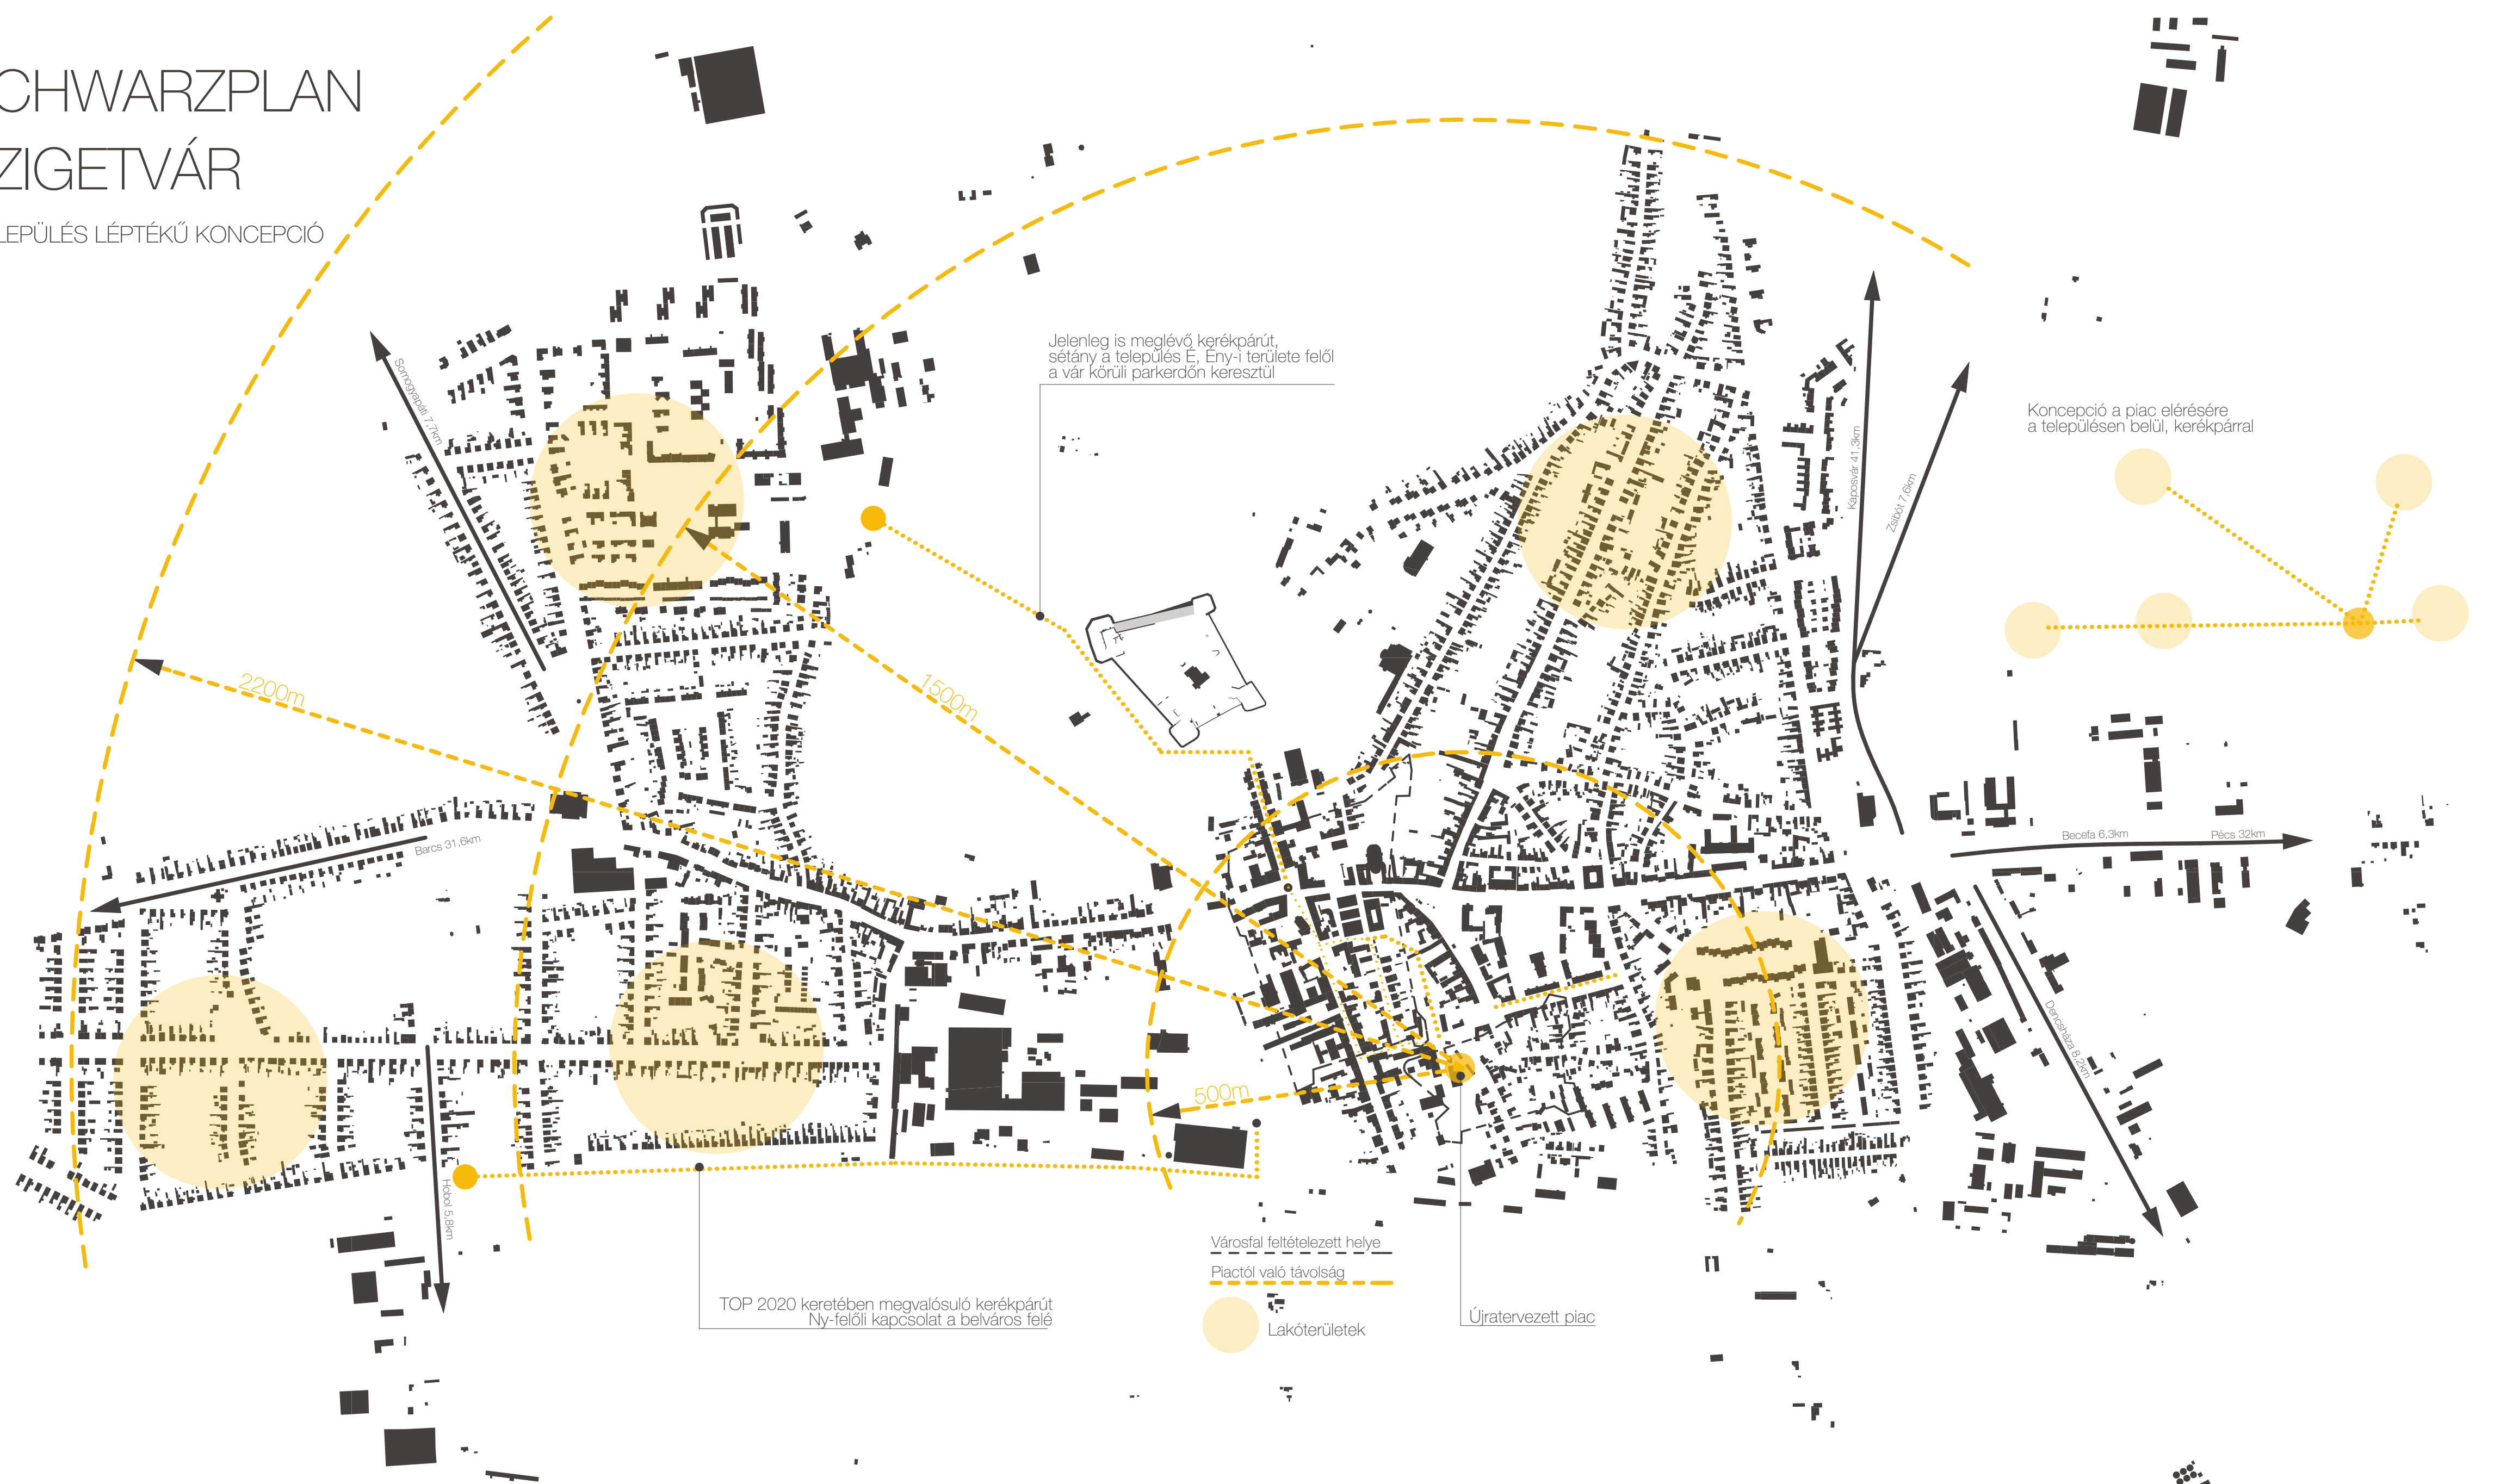 CHWARZPLAN
ZIGETVÁR
LEPÜLÉS LÉPTÉKŰ KONCEPCIÓ
Jelenleg is meglévő kerékpárút,
sétány a település É, Ény-i területe felől
a vár körüli parkerdőn keresztül
Somogyapáti 7,7km
Kaposvár 41,3km
Zsibót 7,6km
Koncepció a piac elérésére
a településen belül, kerékpárral
2200m
1500m
Barcs 31,6km
Becefa 6,3km
Pécs 32km
500m
Dencsháza 8,2km
Hobol 5,8km
Városfal feltételezett helye
Piactól való távolság
Lakóterületek
TOP 2020 keretében megvalósuló kerékpárút
Ny-felőli kapcsolat a belváros felé
Újratervezett piac